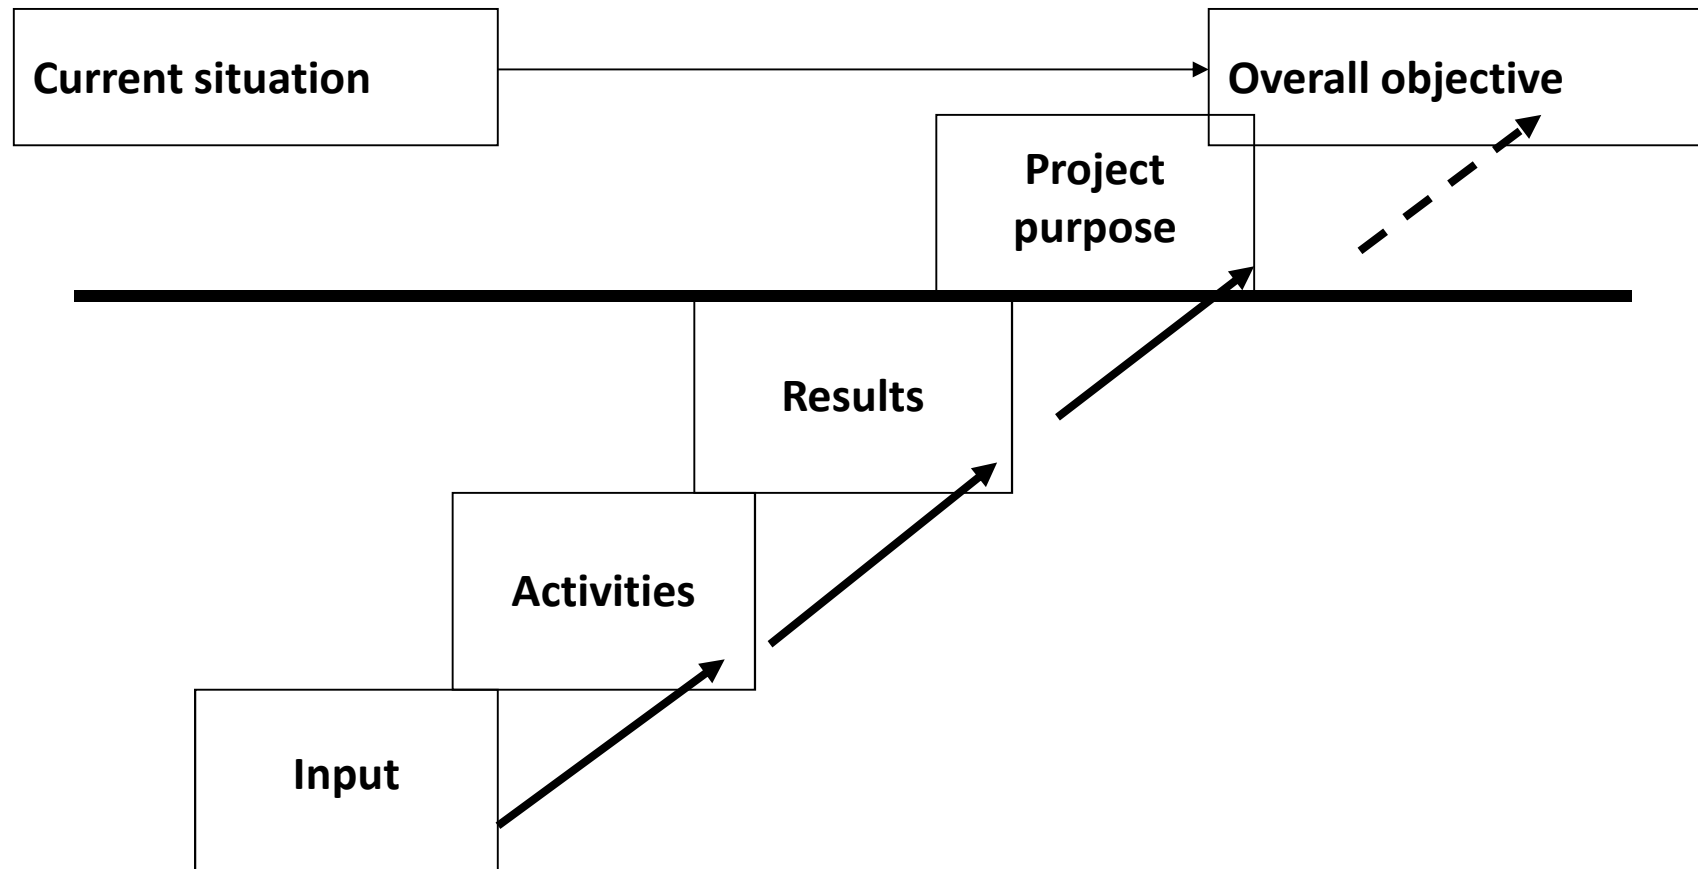 Current situation
Overall objective
Project
purpose
Results
Activities
Input